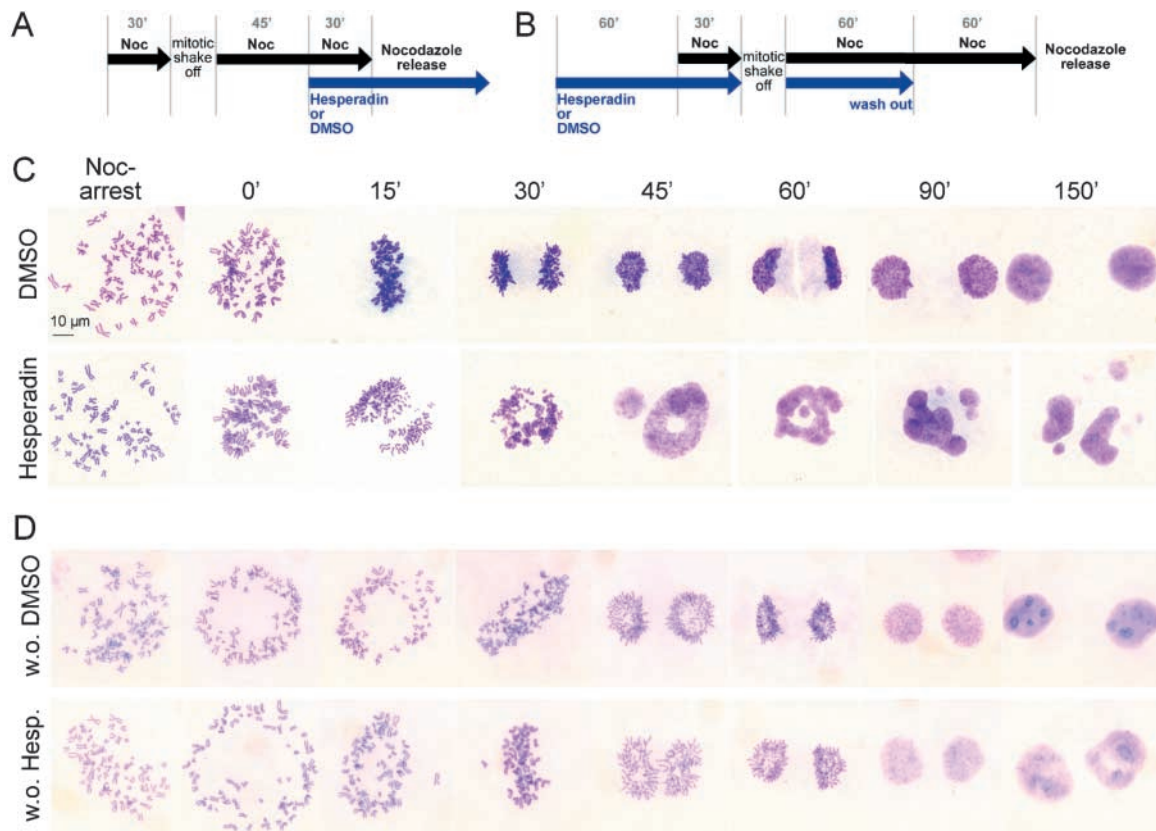 A
30'
45'
30'
Noc
mitotic
shake
off
Noc
Noc
Nocodazole
release
Hesperadin
or
DMSO
B
60'
30'
60'
60'
Noc
mitotic
shake
off
Noc
Noc
Nocodazole
release
Hesperadin
or
DMSO
wash out
C
Noc-
arrest
0'
15'
30'
45'
60'
90'
150'
DMSO
10 µm
Hesperadin
D
w.o. DMSO
w.o. Hesp.